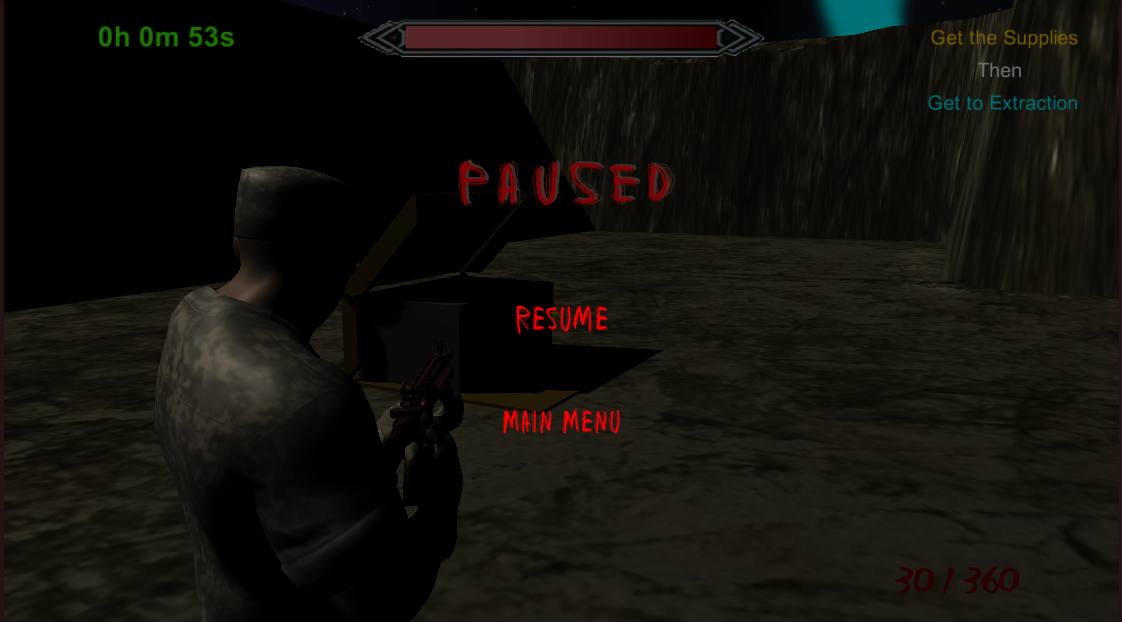 0h 0m 53s
Get the Supplies
Then
Get to Extraction
PAUSED
RESUME
MAIN MENU
30 / 360